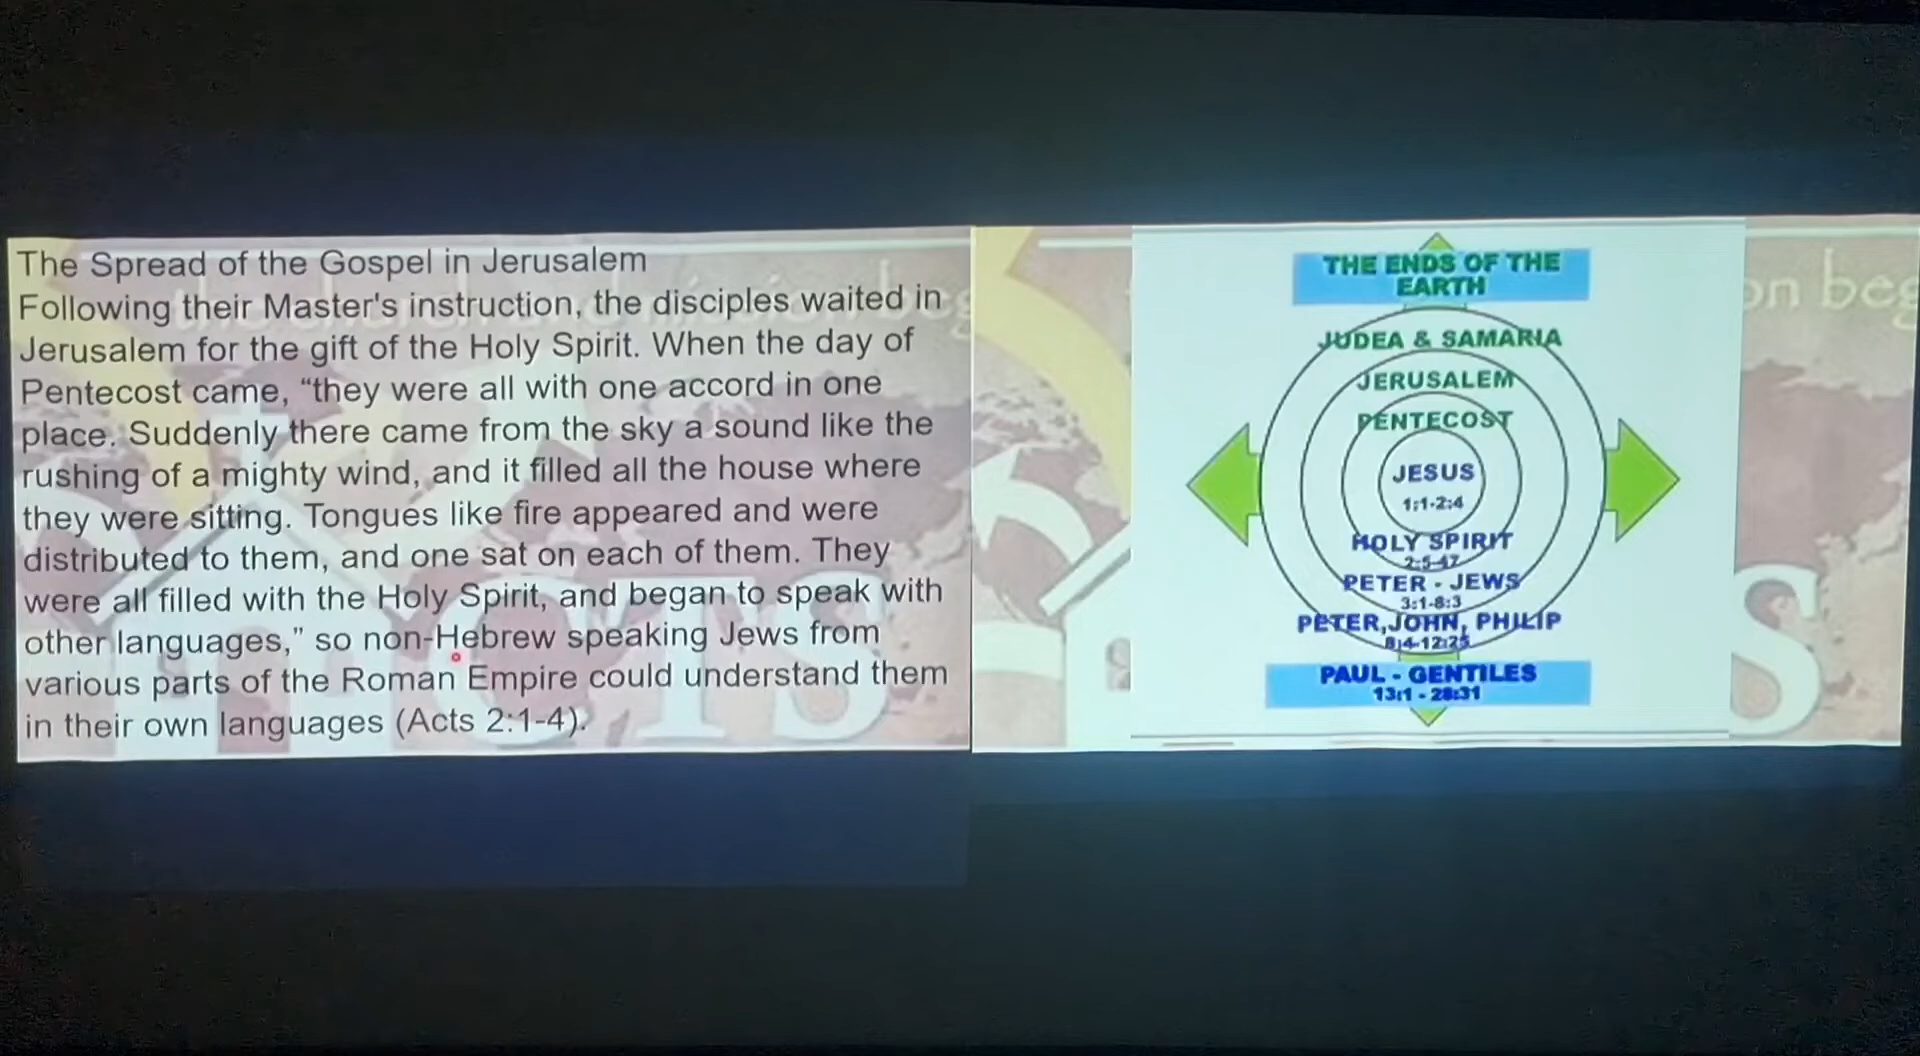 The Spread of the Gospel in Jerusalem
Following their Master's instruction, the disciples waited in
Jerusalem for the gift of the Holy Spirit. When the day of
Pentecost came, “they were all with one accord in one
place. Suddenly there came from the sky a sound like the
rushing of a mighty wind, and it filled all the house where
they were sitting. Tongues like fire appeared and were
distributed to them, and one sat on each of them. They
were all filled with the Holy Spirit, and began to speak with
other languages,” so non-Hebrew speaking Jews from
various parts of the Roman Empire could understand them
in their own languages (Acts 2:1-4).
THE ENDS OF THE
EARTH
JUDEA & SAMARIA
JERUSALEM
PENTECOST
JESUS
1:1-2:4
HOLY SPIRIT
2:5-47
PETER - JEWS
3:1-8:3
PETER,JOHN, PHILIP
8:4-12:25
PAUL - GENTILES
13:1 - 28:31